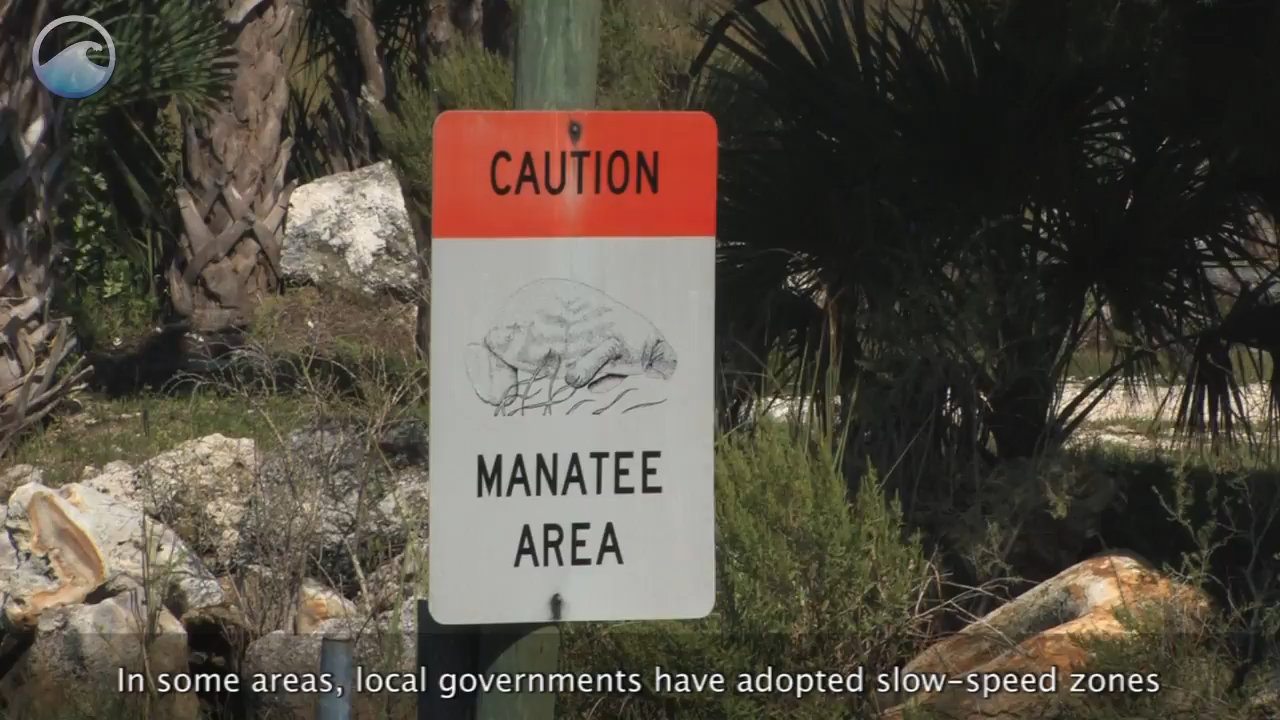 CAUTION
MANATEE
AREA
In some areas, local governments have adopted slow-speed zones